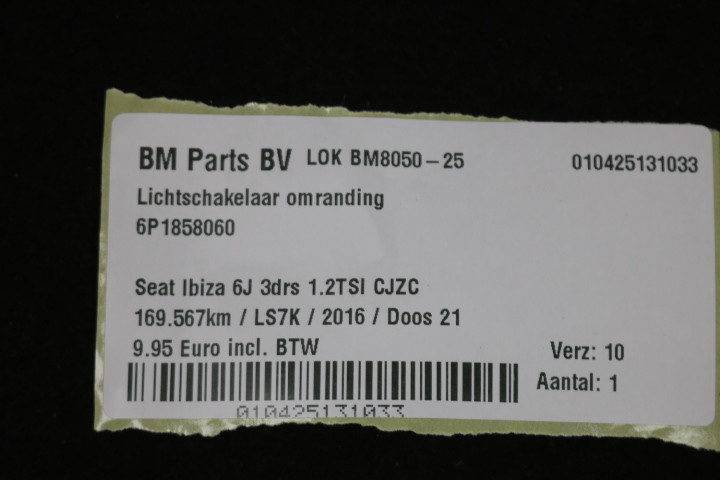 BM Parts BV LOK BM8050-25 010425131033
Lichtschakelaar omranding
6P1858060
Seat Ibiza 6J 3drs 1.2TSI CJZC
169.567km / LS7K / 2016 / Doos 21
9.95 Euro incl. BTW Verz: 10
Aantal: 1
010425131033